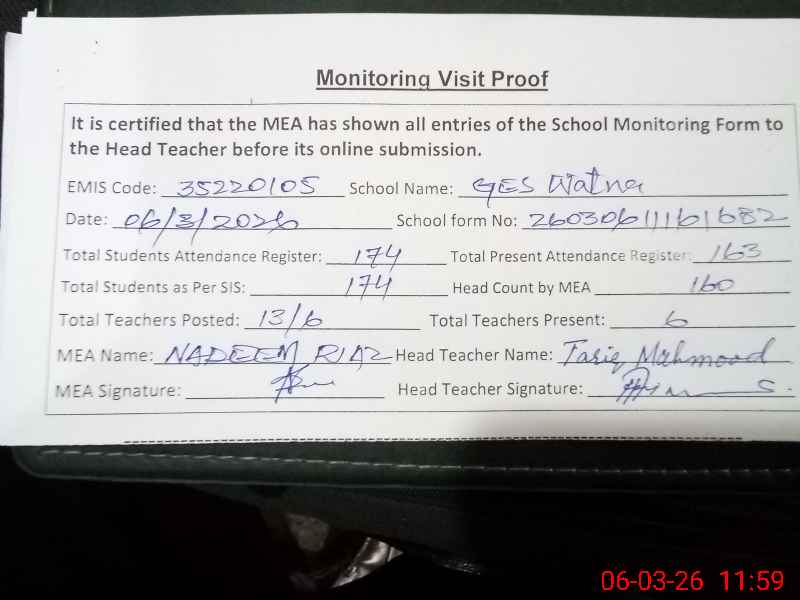 Monitoring Visit Proof
It is certified that the MEA has shown all entries of the School Monitoring Form to
the Head Teacher before its online submission.
EMIS Code: 35220105 School Name: GES Watna
Date: 06/3/2026 School form No: 26030611161682
Total Students Attendance Register: 174 Total Present Attendance Register: 163
Total Students as Per SIS: 174 Head Count by MEA 160
Total Teachers Posted: 13/6 Total Teachers Present: 6
MEA Name: NADEEM RIAZ Head Teacher Name: Tariq Mahmood
MEA Signature: Head Teacher Signature:
06-03-26 11:59